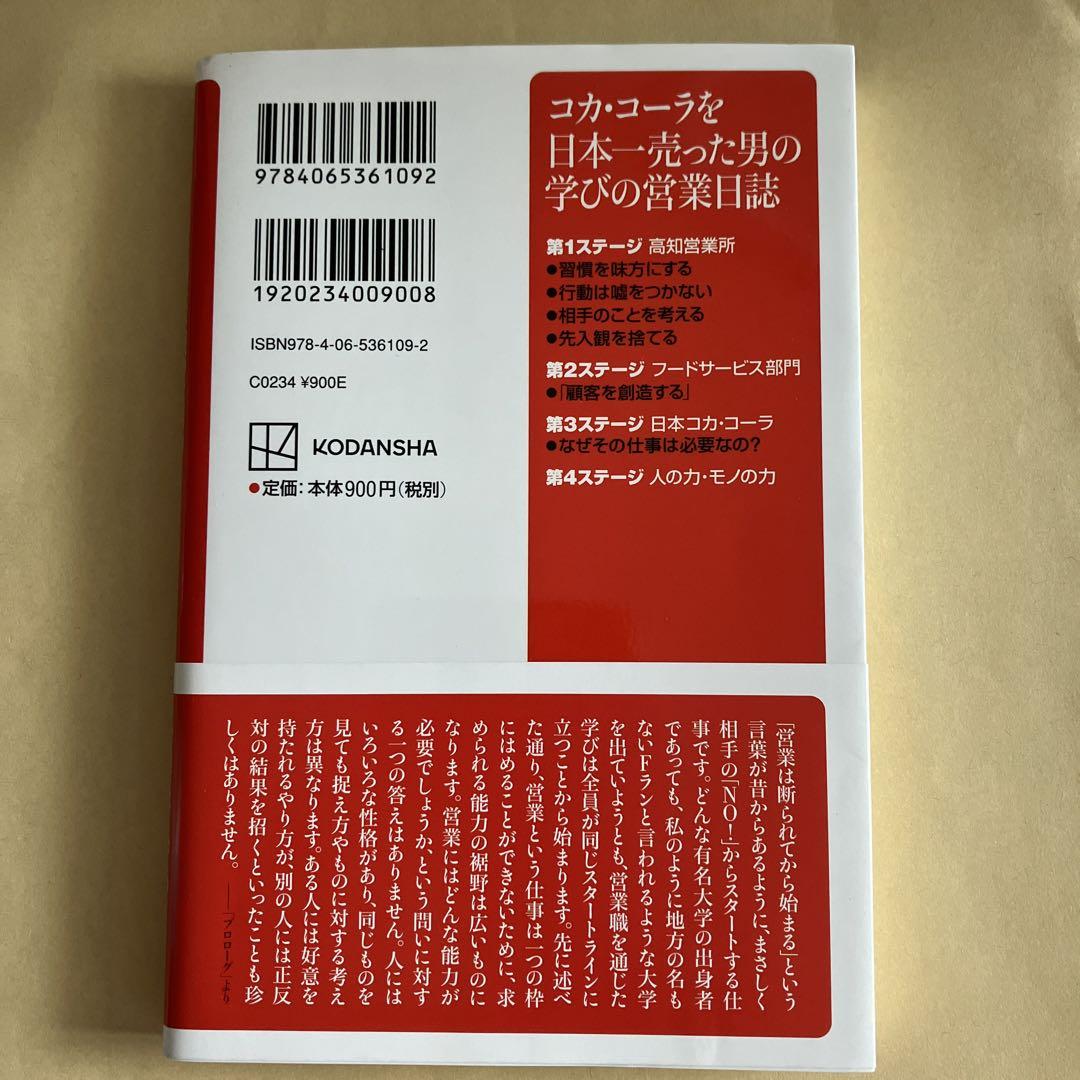 9784065361092
1920234009008
ISBN978-4-06-536109-2
C0234 ¥900E
KODANSHA
●定価：本体900円（税別）
コカ・コーラを
日本一売った男の
学びの営業日誌
第1ステージ 高知営業所
●習慣を味方にする
●行動は嘘をつかない
●相手のことを考える
●先入観を捨てる
第2ステージ フードサービス部門
●「顧客を創造する」
第3ステージ 日本コカ・コーラ
●なぜその仕事は必要なの？
第4ステージ 人の力・モノの力
「営業は断られてから始まる」という
言葉が昔からあるように、まさしく
相手の「NO！」からスタートする仕
事です。どんな有名大学の出身者
であっても、私のように地方の名も
ないFランと言われるような大学
を出ていようとも、営業職を通じた
学びは全員が同じスタートラインに
立つことから始まります。先に述べ
た通り、営業という仕事は一つの枠
にはめることができないために、求
められる能力の裾野は広いものに
なります。営業にはどんな能力が
必要でしょうか、という問いに対す
る一つの答えはありません。人には
いろいろな性格があり、同じものを
見ても捉え方やものに対する考え
方は異なります。ある人には好意を
持たれるやり方が、別の人には正反
対の結果を招くといったことも珍
しくはありません。 ――「プロローグ」より